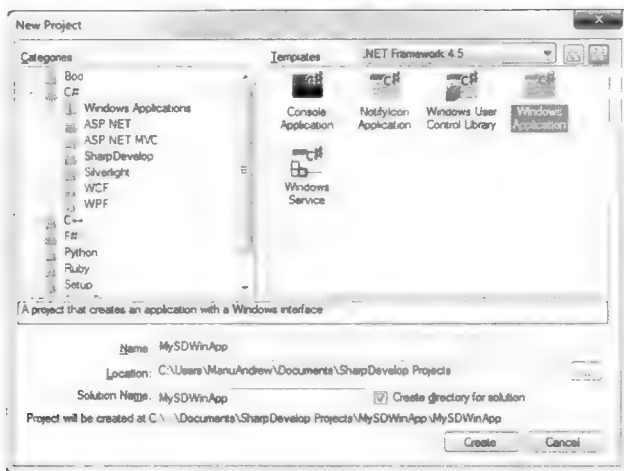 New Project
Categories
Templates
.NET Framework 4.5
Boo
C#
Windows Applications
ASP NET
ASP NET MVC
SharpDevelop
Silverlight
WCF
WPF
C++
F#
Python
Ruby
Setup
Console Application
NotifyIcon Application
Windows User Control Library
Windows Application
Windows Service
A project that creates an application with a Windows interface
Name MySDWinApp
Location: C:\Users\ManuAndrew\Documents\SharpDevelop Projects
Solution Name. MySDWinApp
Create directory for solution
Project will be created at C \ \Documents\SharpDevelop Projects\MySDWinApp\MySDWinApp
Create
Cancel